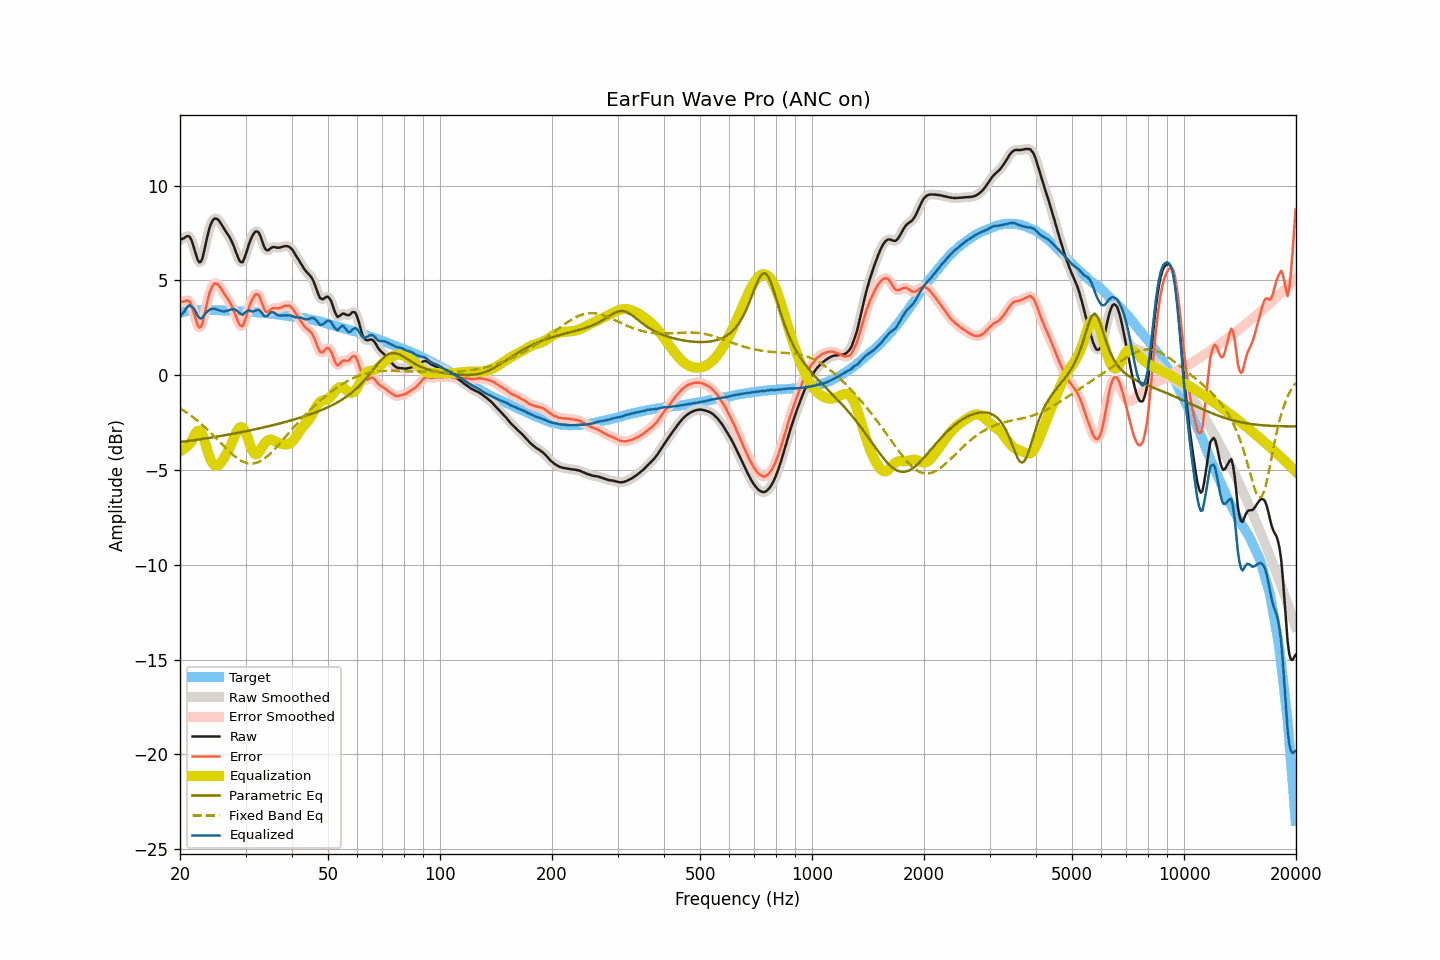 EarFun Wave Pro (ANC on)
Amplitude (dBr)
10
5
0
−5
−10
−15
−20
−25
Target
Raw Smoothed
Error Smoothed
Raw
Error
Equalization
Parametric Eq
Fixed Band Eq
Equalized
20 50 100 200 500 1000 2000 5000 10000 20000
Frequency (Hz)